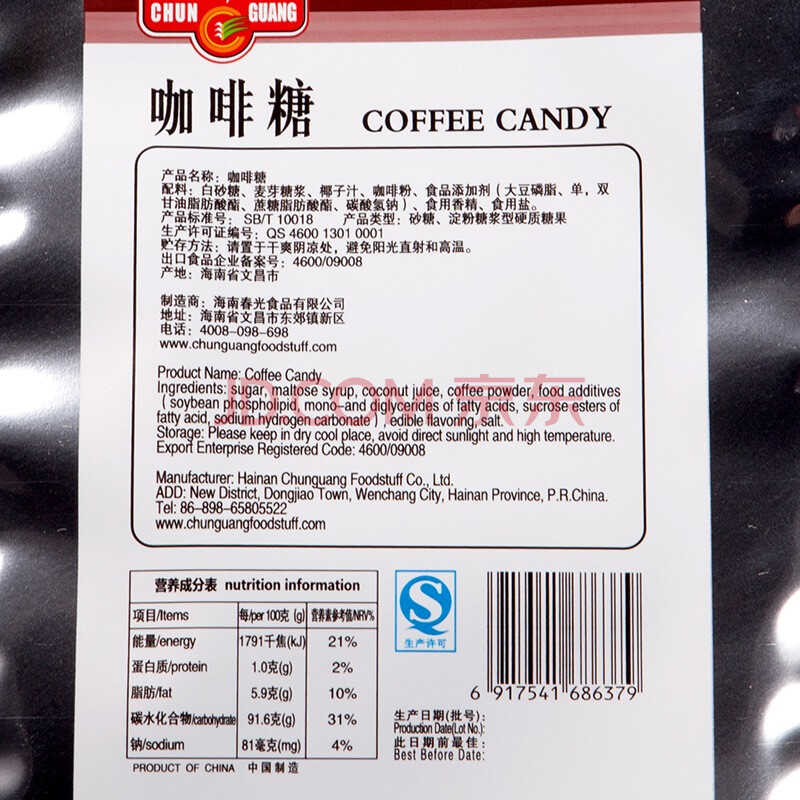 CHUN GUANG
咖啡糖 COFFEE CANDY
产品名称：咖啡糖
配料：白砂糖、麦芽糖浆、椰子汁、咖啡粉、食品添加剂（大豆磷脂、单，双
甘油脂肪酸酯、蔗糖脂肪酸酯、碳酸氢钠）、食用香精、食用盐。
产品标准号：SB/T 10018 产品类型：砂糖、淀粉糖浆型硬质糖果
生产许可证编号：QS 4600 1301 0001
贮存方法：请置于干爽阴凉处，避免阳光直射和高温。
出口食品企业备案号：4600/09008
产地：海南省文昌市
制造商：海南春光食品有限公司
地址：海南省文昌市东郊镇新区
电话：4008-098-698
www.chunguangfoodstuff.com
Product Name: Coffee Candy
Ingredients: sugar, maltose syrup, coconut juice, coffee powder, food additives
（soybean phospholipid, mono-and diglycerides of fatty acids, sucrose esters of
fatty acid, sodium hydrogen carbonate）, edible flavoring, salt.
JD.COM 京东
Storage: Please keep in dry cool place, avoid direct sunlight and high temperature.
Export Enterprise Registered Code: 4600/09008
Manufacturer: Hainan Chunguang Foodstuff Co., Ltd.
ADD: New District, Dongjiao Town, Wenchang City, Hainan Province, P.R.China.
Tel: 86-898-65805522
www.chunguangfoodstuff.com
营养成分表 nutrition information
项目/Items 每/per 100克 (g) 营养素参考值/NRV%
能量/energy 1791千焦(kJ) 21%
蛋白质/protein 1.0克(g) 2%
脂肪/fat 5.9克(g) 10%
碳水化合物/carbohydrate 91.6克(g) 31%
钠/sodium 81毫克(mg) 4%
PRODUCT OF CHINA 中国制造
S
生产许可
6 917541 686379
生产日期(批号)：
Production Date(Lot No.):
此日期前最佳：
Best Before Date: